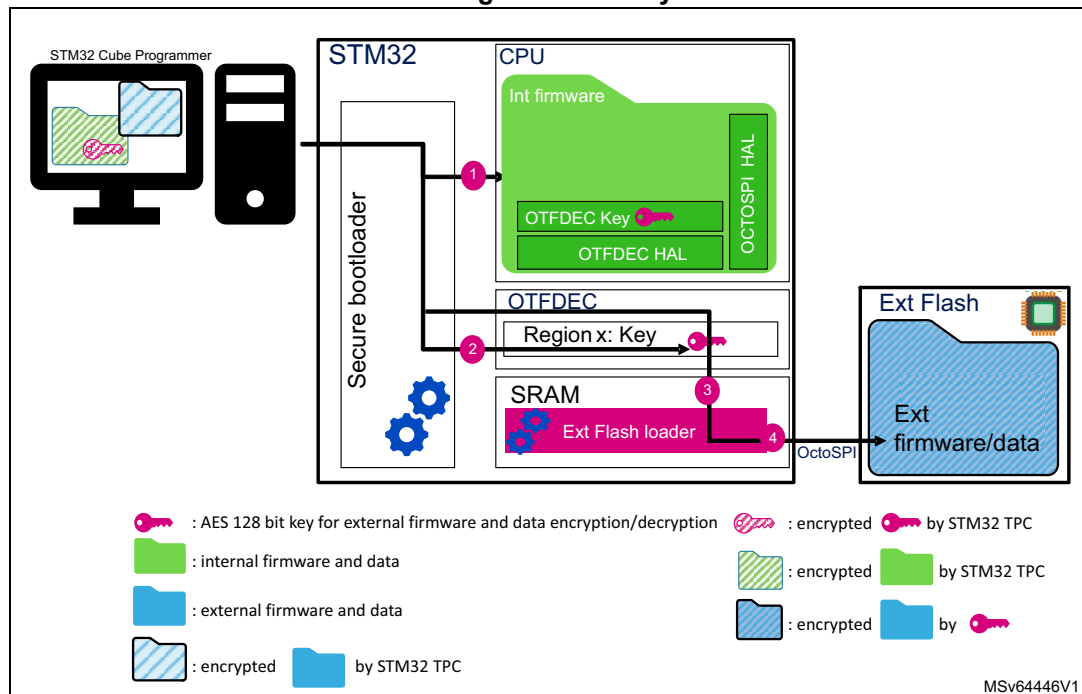 STM32 Cube Programmer
STM32
CPU
Int firmware
OCTOSPI HAL
OTFDEC Key
OTFDEC HAL
Secure bootloader
1
OTFDEC
Region x: Key
2
3
SRAM
Ext Flash loader
4
OctoSPI
Ext Flash
Ext
firmware/data
: AES 128 bit key for external firmware and data encryption/decryption
: internal firmware and data
: external firmware and data
: encrypted by STM32 TPC
: encrypted by STM32 TPC
: encrypted by STM32 TPC
: encrypted by
MSv64446V1